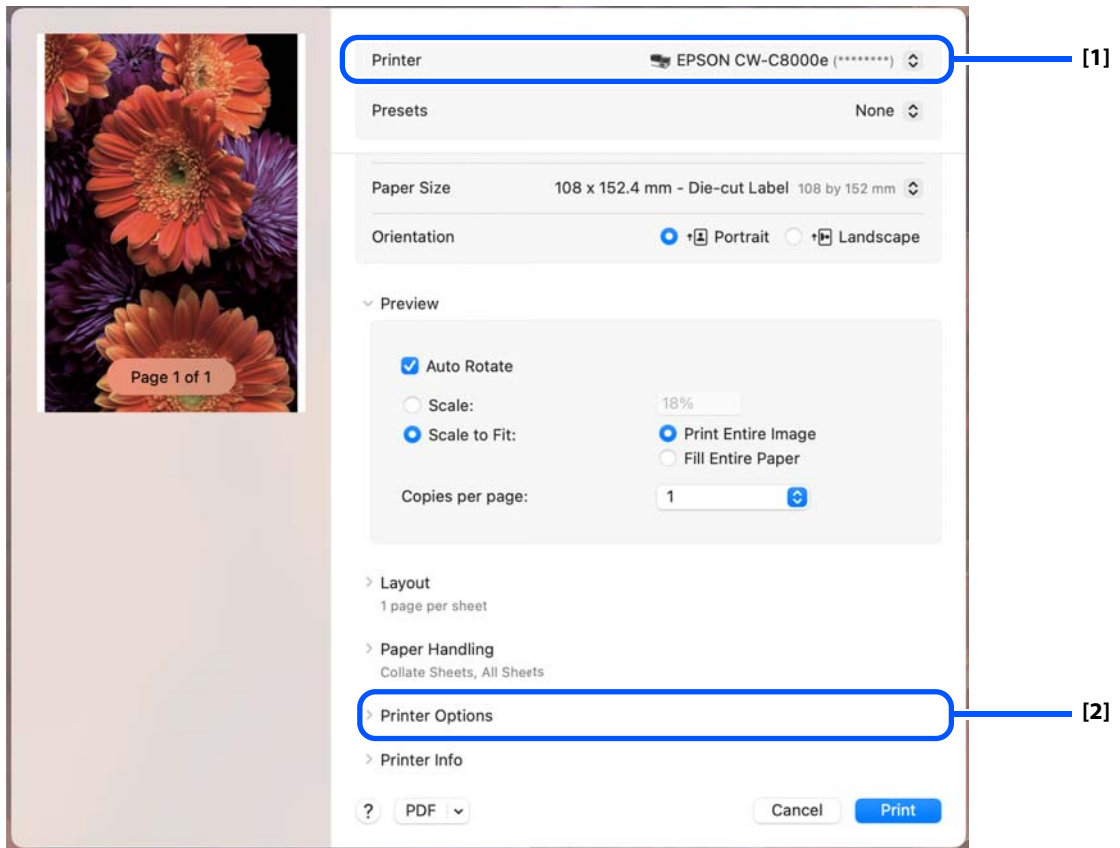 Printer EPSON CW-C8000e (********) [1]
Presets None
Paper Size 108 x 152.4 mm - Die-cut Label 108 by 152 mm
Orientation Portrait Landscape
Preview
Auto Rotate
Page 1 of 1
Scale: 18%
Scale to Fit: Print Entire Image
Fill Entire Paper
Copies per page: 1
Layout
1 page per sheet
Paper Handling
Collate Sheets, All Sheets
Printer Options [2]
Printer Info
? PDF Cancel Print